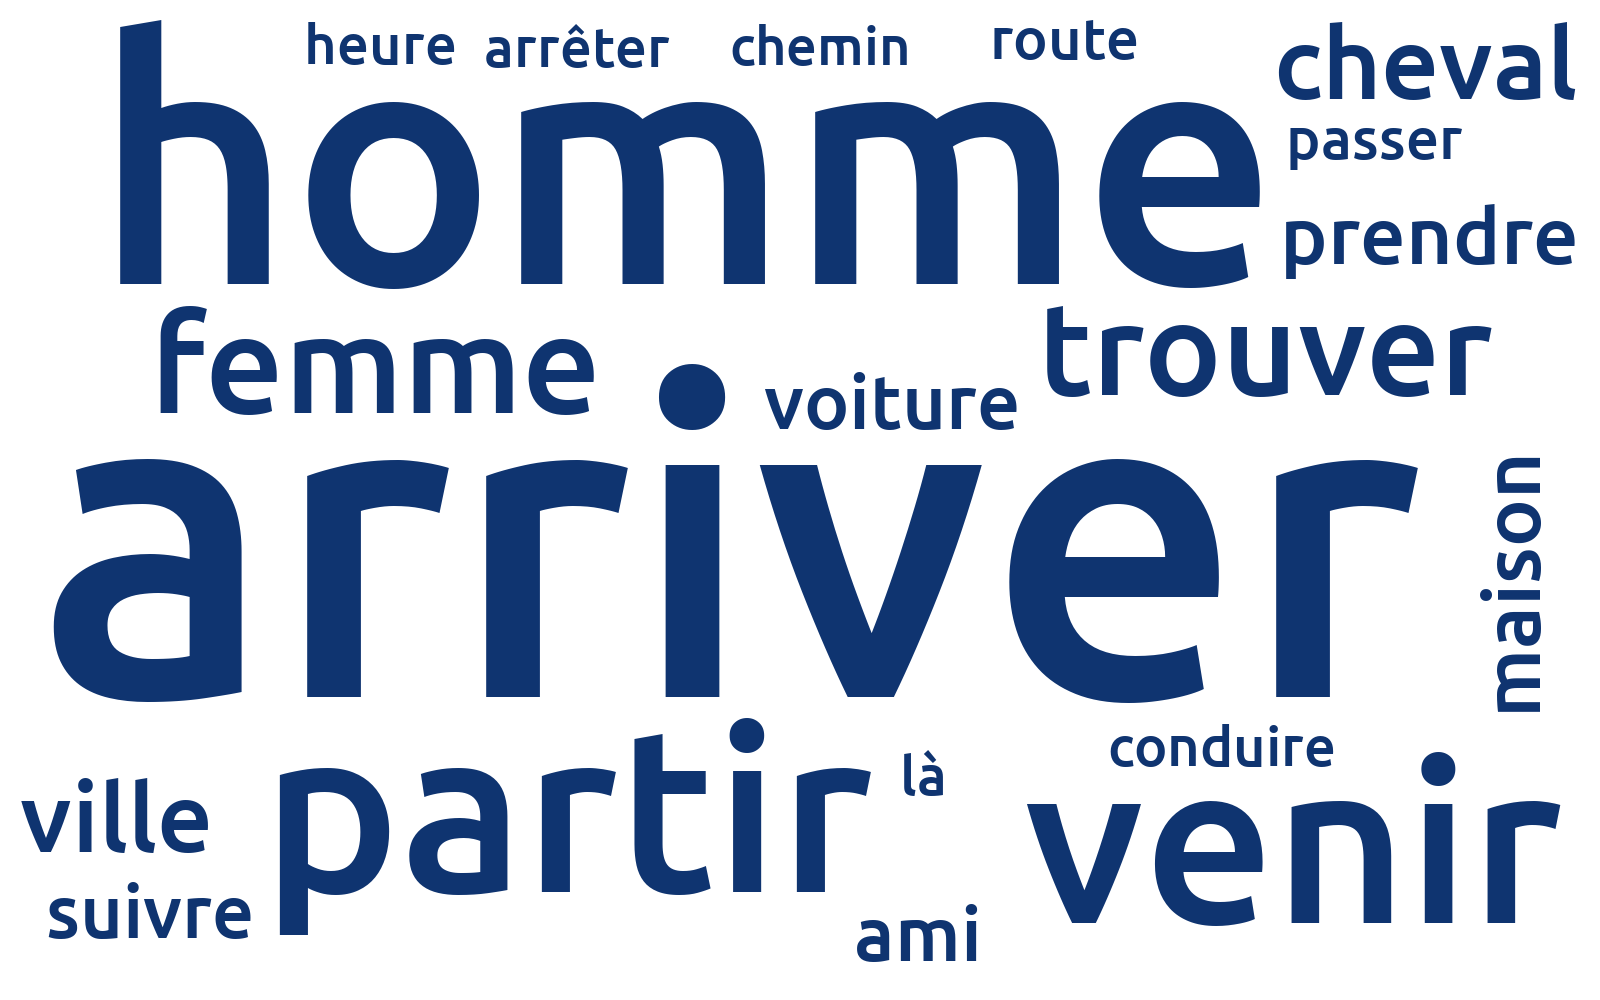 heure arrêter chemin route cheval
homme
passer
prendre
femme
trouver
voiture
arriver
maison
ville
partir
là
conduire
venir
suivre
ami